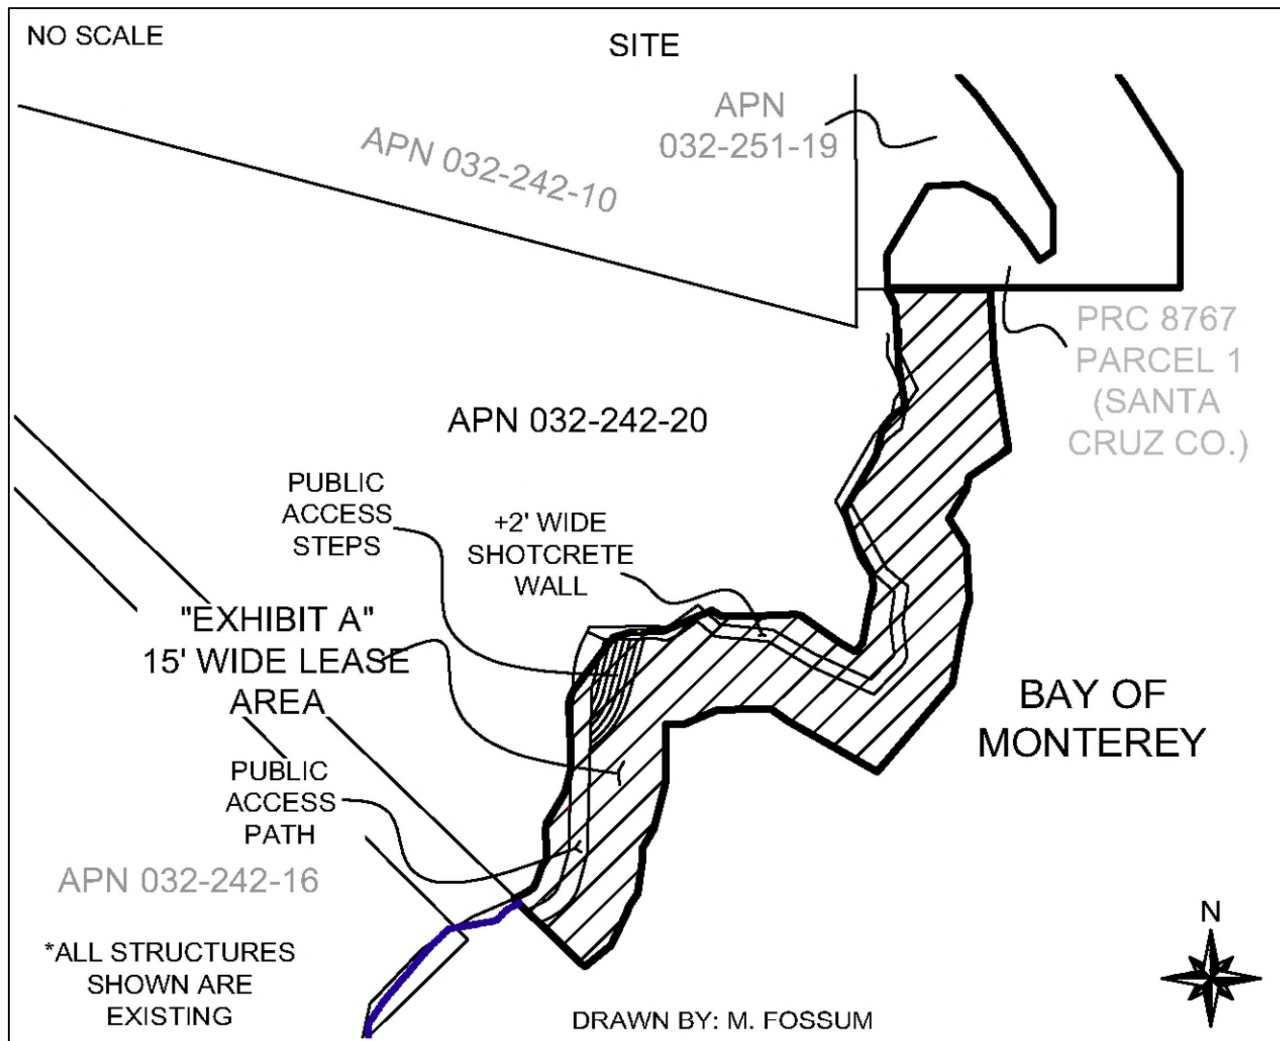 NO SCALE
SITE
APN
032-251-19
APN 032-242-10
PRC 8767
PARCEL 1
(SANTA
CRUZ CO.)
APN 032-242-20
PUBLIC
ACCESS
STEPS
+2' WIDE
SHOTCRETE
WALL
"EXHIBIT A"
15' WIDE LEASE
AREA
BAY OF
MONTEREY
PUBLIC
ACCESS
PATH
APN 032-242-16
*ALL STRUCTURES
SHOWN ARE
EXISTING
N
DRAWN BY: M. FOSSUM